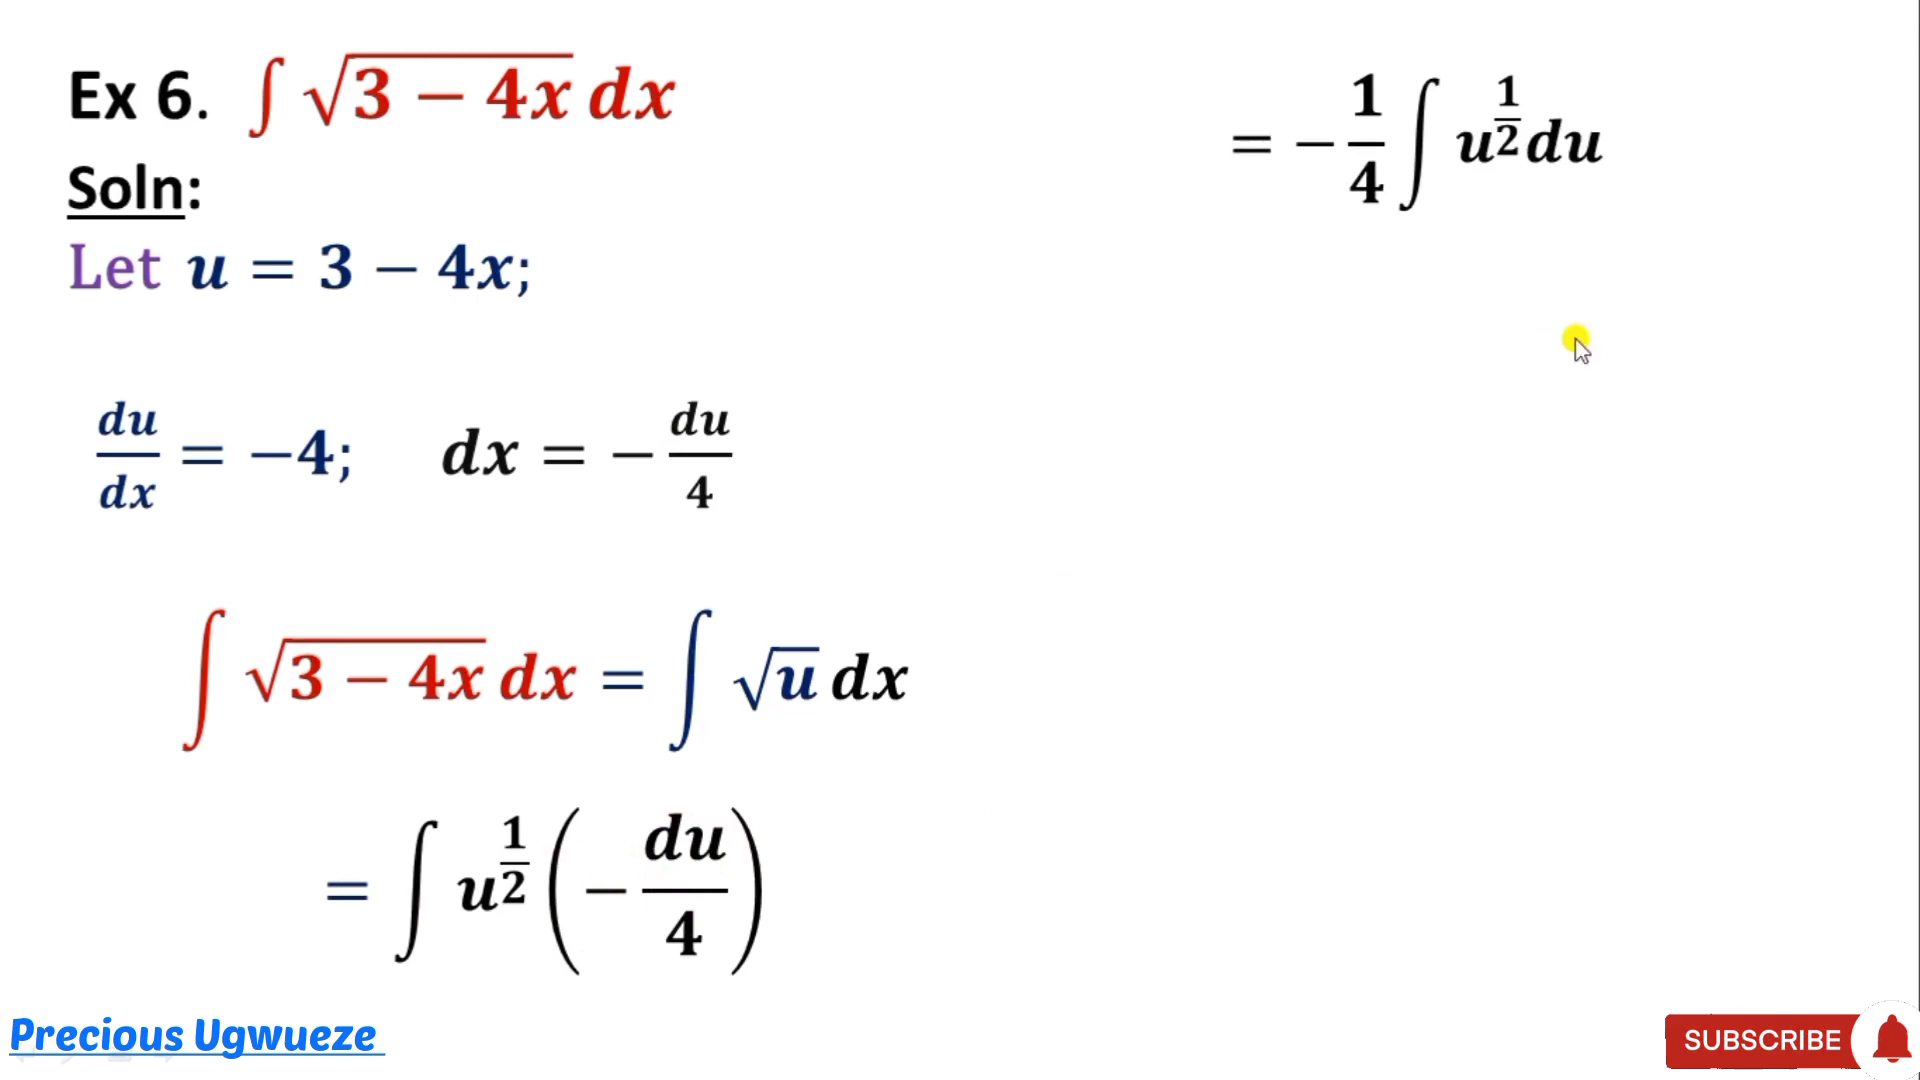 Ex 6. ∫ √(3 − 4x) dx
Soln:
Let u = 3 − 4x;
du/dx = −4; dx = − du/4
∫ √(3 − 4x) dx = ∫ √u dx
= ∫ u^(1/2) (− du/4)
= − 1/4 ∫ u^(1/2) du
Precious Ugwueze
SUBSCRIBE